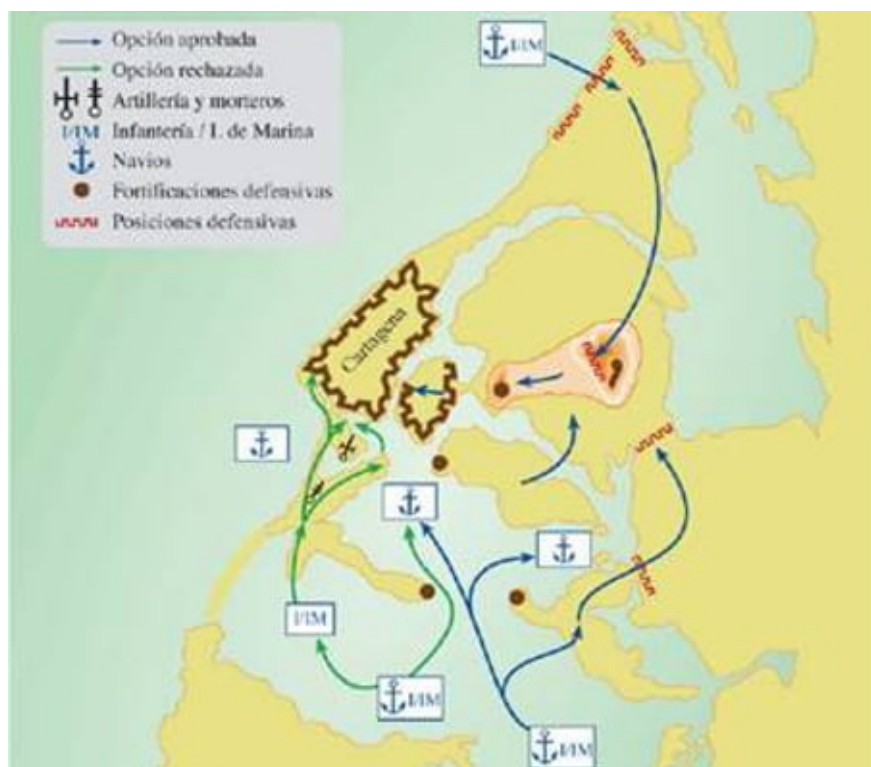 Opción aprobada
Opción rechazada
Artillería y morteros
I/IM Infantería / I. de Marina
Navios
Fortificaciones defensivas
Posiciones defensivas
I/IM
Cartagena
I/IM
I/IM
I/IM